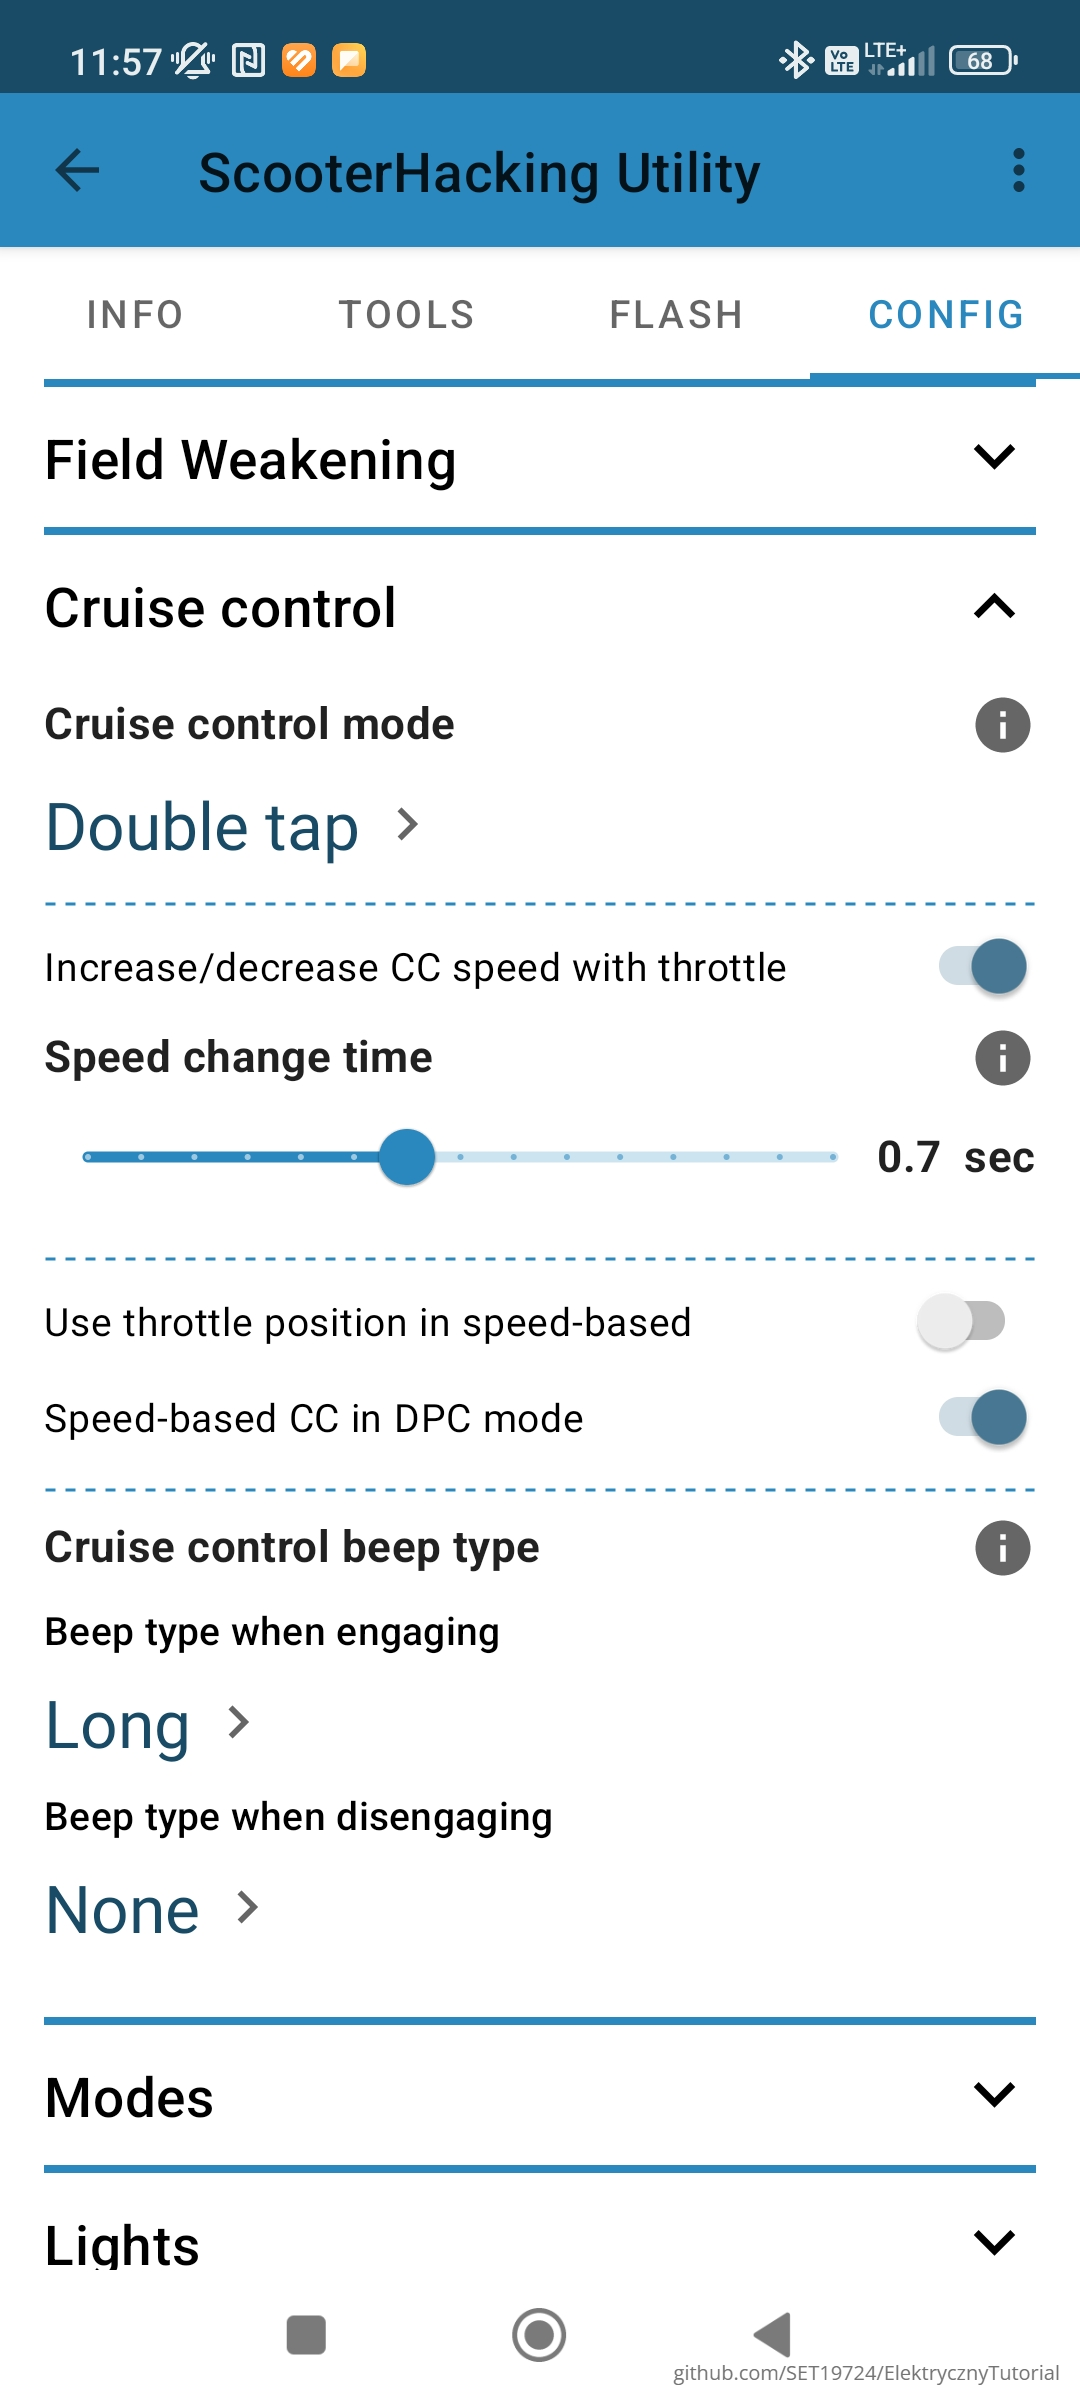 11:57
Vo
LTE
LTE+
68
ScooterHacking Utility
INFO
TOOLS
FLASH
CONFIG
Field Weakening
Cruise control
Cruise control mode
Double tap
Increase/decrease CC speed with throttle
Speed change time
0.7 sec
Use throttle position in speed-based
Speed-based CC in DPC mode
Cruise control beep type
Beep type when engaging
Long
Beep type when disengaging
None
Modes
Lights
github.com/SET19724/ElektrycznyTutorial